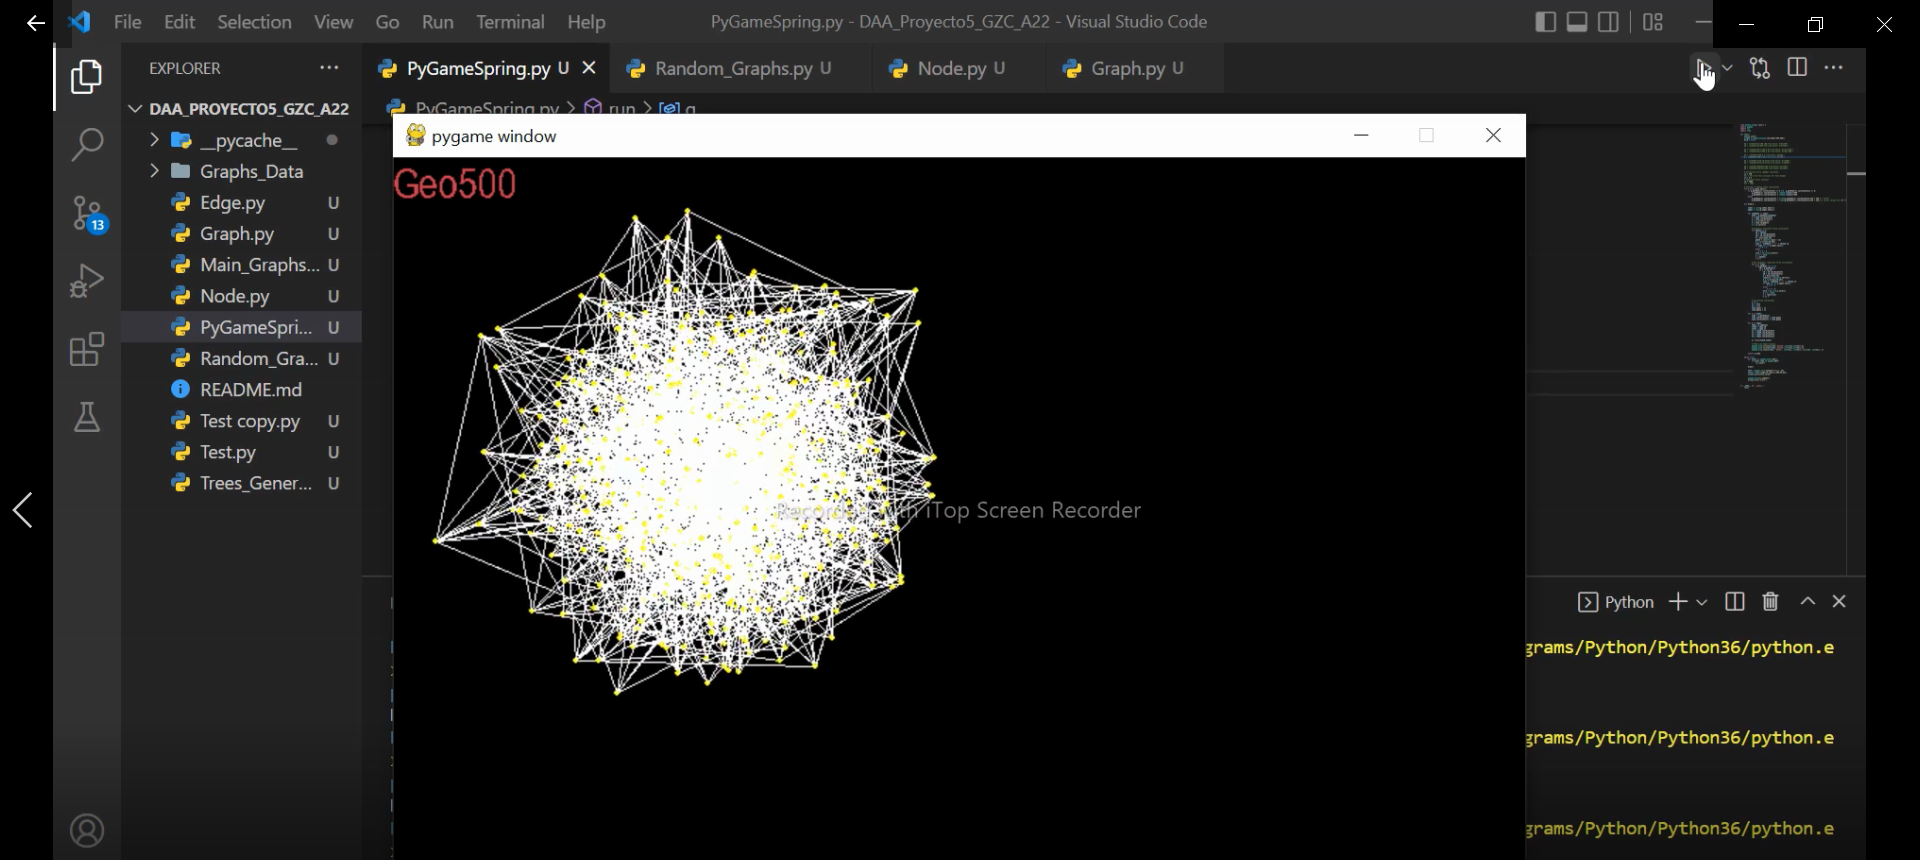 File Edit Selection View Go Run Terminal Help
PyGameSpring.py - DAA_Proyecto5_GZC_A22 - Visual Studio Code
EXPLORER
PyGameSpring.py U
Random_Graphs.py U
Node.py U
Graph.py U
DAA_PROYECTO5_GZC_A22
PyGameSpring.py > run >
pygame window
__pycache__
Graphs_Data
Edge.py U
Graph.py U
Main_Graphs... U
Node.py U
PyGameSpri... U
Random_Gra... U
README.md
Test copy.py U
Test.py U
Trees_Gener... U
13
Geo500
Recorded with iTop Screen Recorder
Python
grams/Python/Python36/python.e
grams/Python/Python36/python.e
grams/Python/Python36/python.e